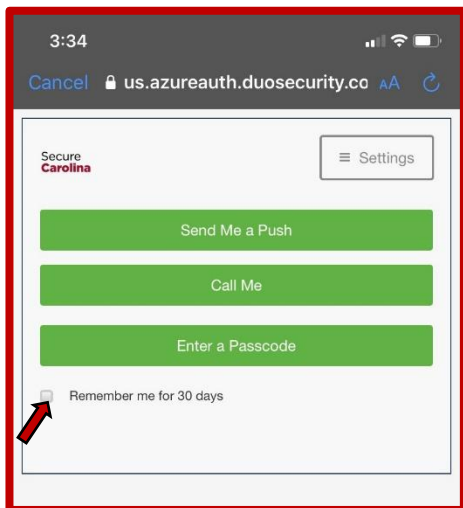 3:34
Cancel us.azureauth.duosecurity.co AA
Secure
Carolina
Settings
Send Me a Push
Call Me
Enter a Passcode
Remember me for 30 days